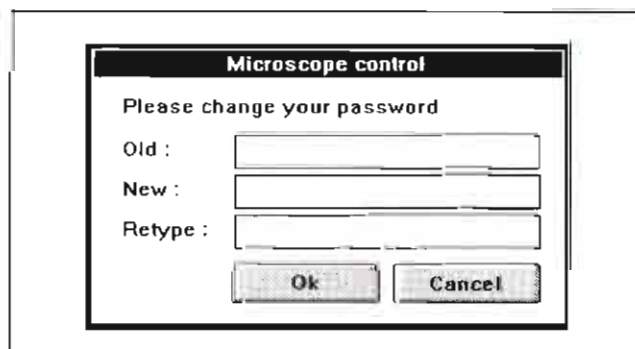 Microscope control
Please change your password
Old :
New :
Retype :
Ok Cancel